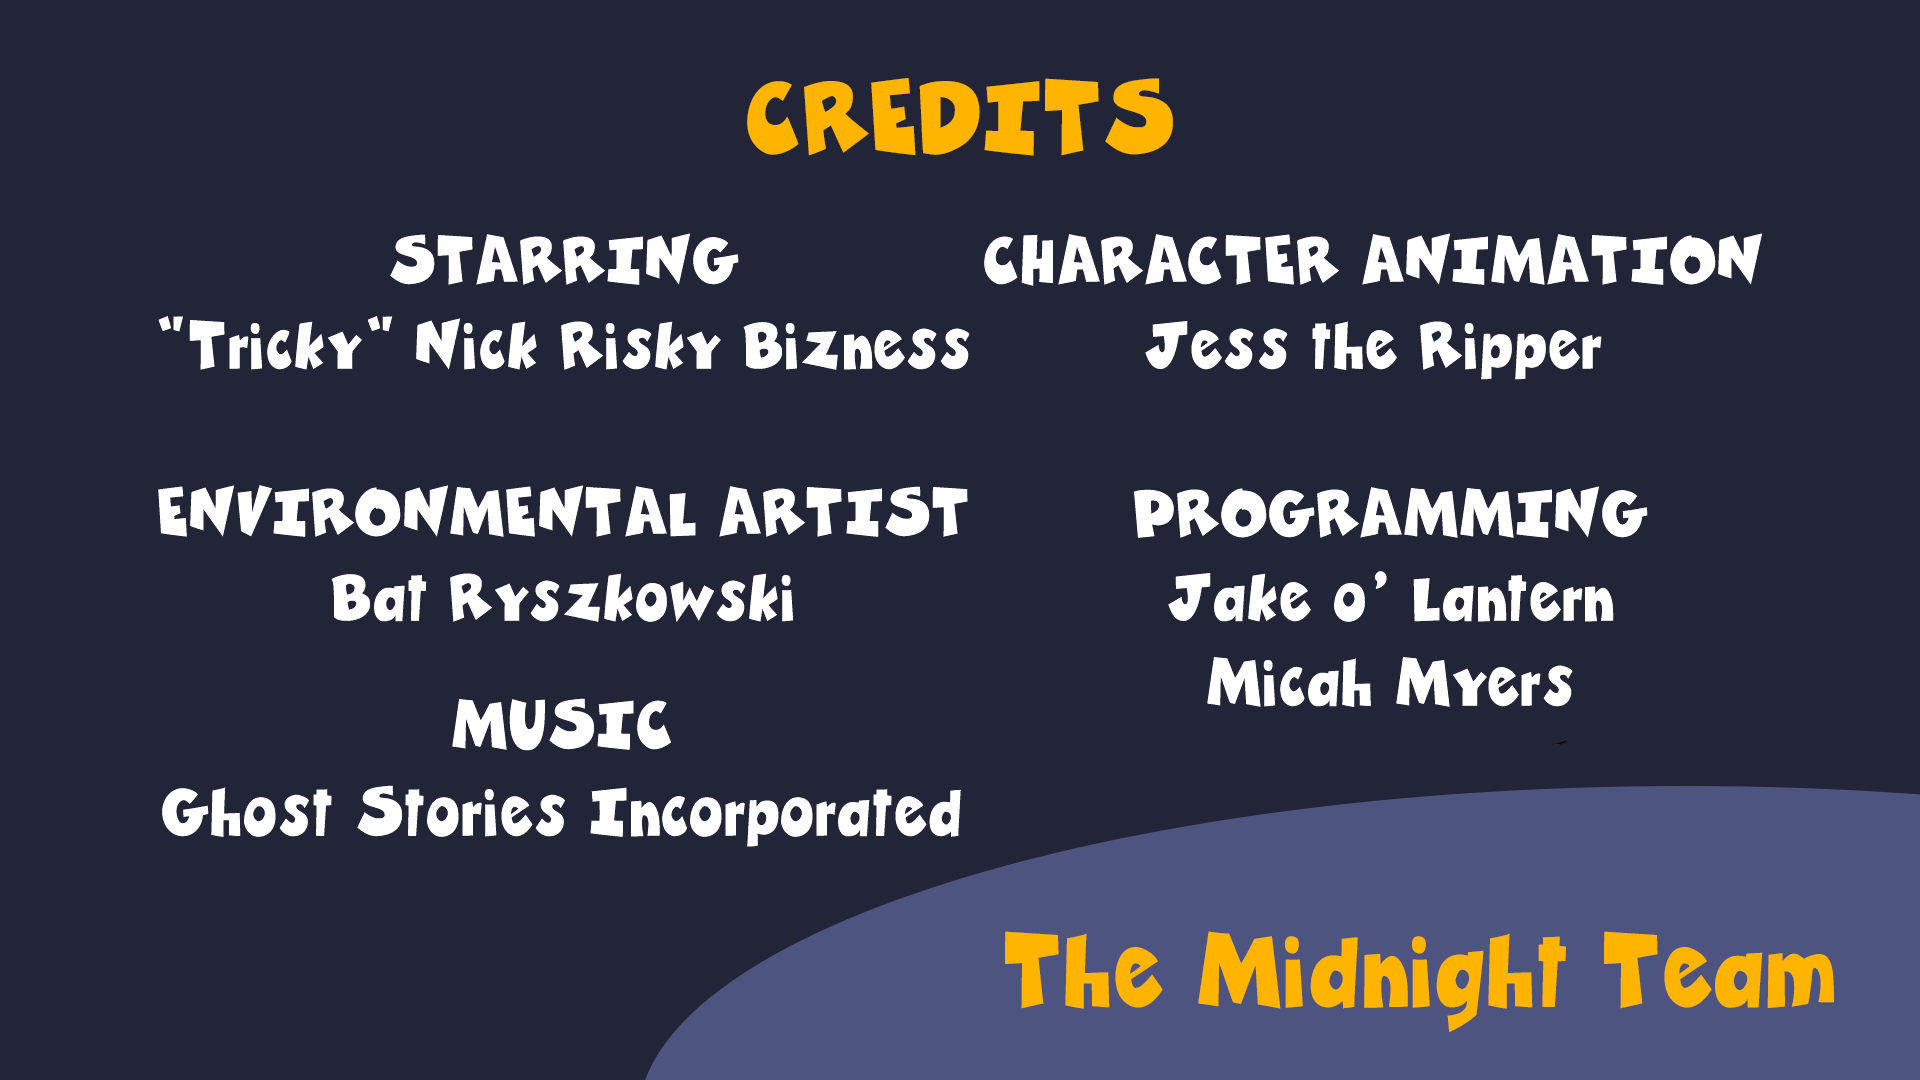 CREDITS
STARRING
"Tricky" Nick Risky Bizness
CHARACTER ANIMATION
Jess the Ripper
ENVIRONMENTAL ARTIST
Bat Ryszkowski
PROGRAMMING
Jake o' Lantern
Micah Myers
MUSIC
Ghost Stories Incorporated
The Midnight Team